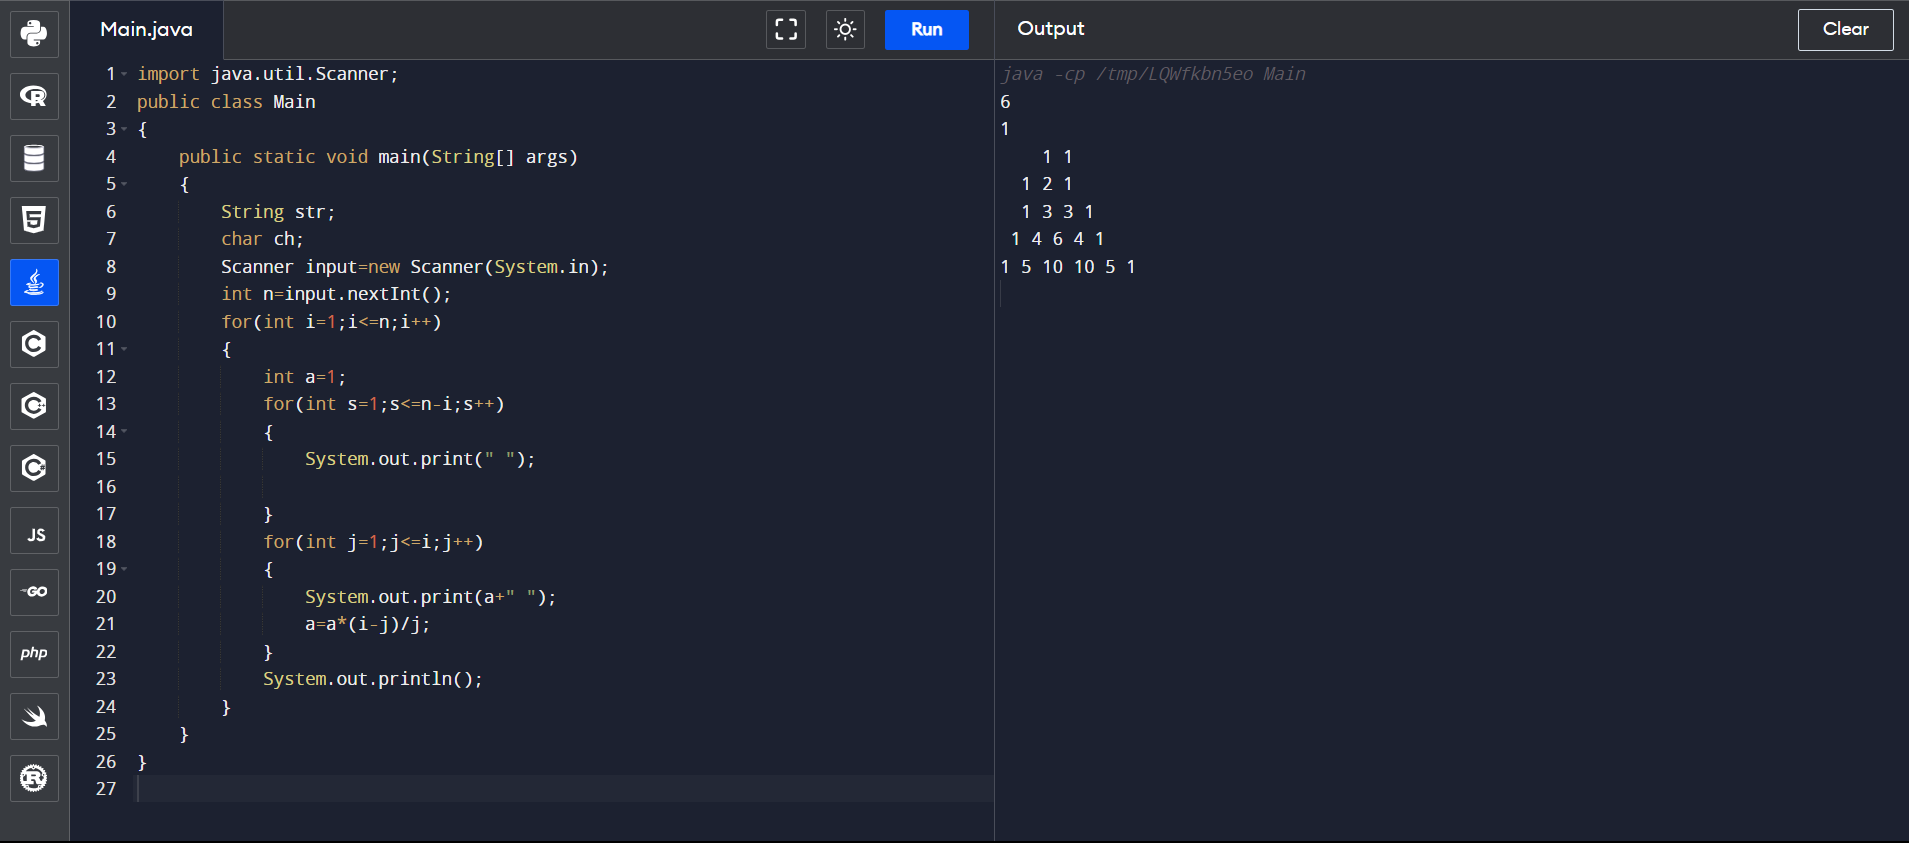 Main.java
Run
Output
Clear
1 import java.util.Scanner;
2 public class Main
3 {
4     public static void main(String[] args)
5     {
6         String str;
7         char ch;
8         Scanner input=new Scanner(System.in);
9         int n=input.nextInt();
10         for(int i=1;i<=n;i++)
11         {
12             int a=1;
13             for(int s=1;s<=n-i;s++)
14             {
15                 System.out.print(" ");
16
17             }
18             for(int j=1;j<=i;j++)
19             {
20                 System.out.print(a+" ");
21                 a=a*(i-j)/j;
22             }
23             System.out.println();
24         }
25     }
26 }
27
java -cp /tmp/LQWfkbn5eo Main
6
1
    1 1
  1 2 1
  1 3 3 1
 1 4 6 4 1
1 5 10 10 5 1
R
5
C
C
C
JS
GO
php
R